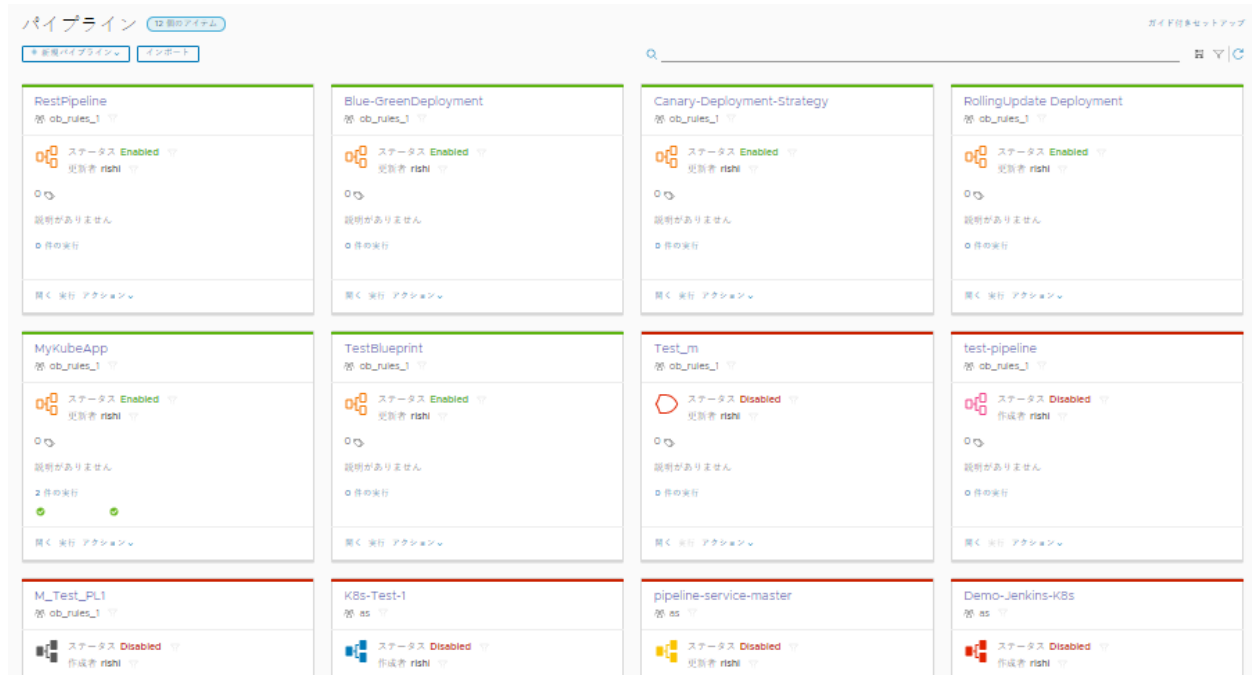 パイプライン 12 個のアイテム ガイド付きセットアップ
+ 新規パイプライン インポート
RestPipeline
ob_rules_1
ステータス Enabled
更新者 rishi
0
説明がありません
0 件の実行
開く 実行 アクション
Blue-GreenDeployment
ob_rules_1
ステータス Enabled
更新者 rishi
0
説明がありません
0 件の実行
開く 実行 アクション
Canary-Deployment-Strategy
ob_rules_1
ステータス Enabled
更新者 rishi
0
説明がありません
0 件の実行
開く 実行 アクション
RollingUpdate Deployment
ob_rules_1
ステータス Enabled
更新者 rishi
0
説明がありません
0 件の実行
開く 実行 アクション
MyKubeApp
ob_rules_1
ステータス Enabled
更新者 rishi
0
説明がありません
2 件の実行
開く 実行 アクション
TestBlueprint
ob_rules_1
ステータス Enabled
更新者 rishi
0
説明がありません
0 件の実行
開く 実行 アクション
Test_m
ob_rules_1
ステータス Disabled
更新者 rishi
0
説明がありません
0 件の実行
開く 実行 アクション
test-pipeline
ob_rules_1
ステータス Disabled
作成者 rishi
0
説明がありません
0 件の実行
開く 実行 アクション
M_Test_PL1
ob_rules_1
ステータス Disabled
作成者 rishi
K8s-Test-1
as
ステータス Disabled
作成者 rishi
pipeline-service-master
as
ステータス Disabled
更新者 rishi
Demo-Jenkins-K8s
as
ステータス Disabled
作成者 rishi